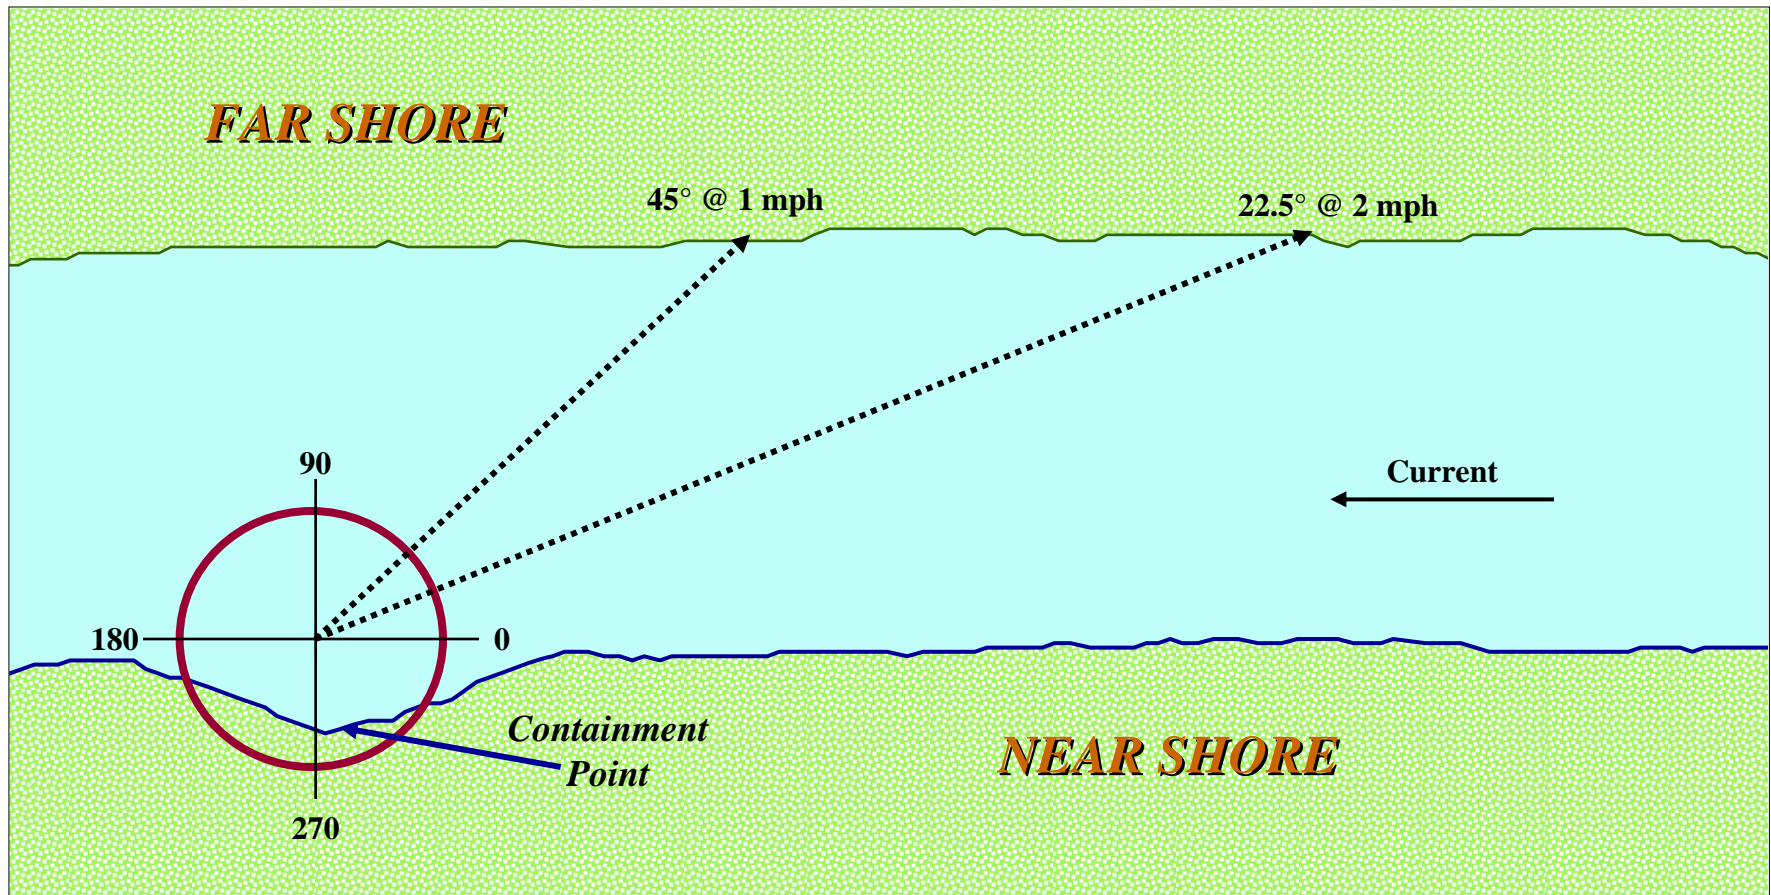 FAR SHORE
45° @ 1 mph
22.5° @ 2 mph
90
Current
180
0
Containment
Point
NEAR SHORE
270